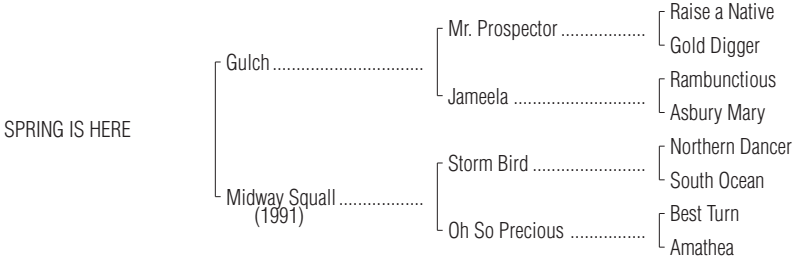 Raise a Native
Mr. Prospector ..................
Gold Digger
Gulch ................................
Rambunctious
Jameela ............................
Asbury Mary
SPRING IS HERE
Northern Dancer
Storm Bird ........................
South Ocean
Midway Squall ..................
(1991)
Best Turn
Oh So Precious ................
Amathea